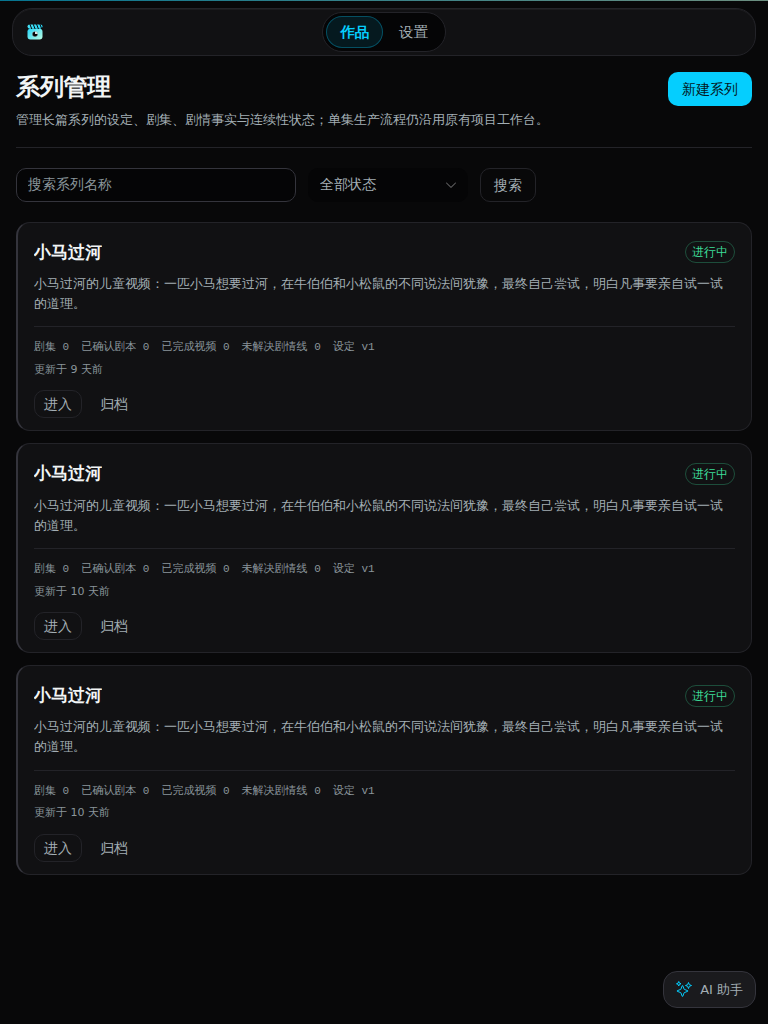 作品 设置
系列管理 新建系列
管理长篇系列的设定、剧集、剧情事实与连续性状态；单集生产流程仍沿用原有项目工作台。
搜索系列名称 全部状态 搜索
小马过河 进行中
小马过河的儿童视频：一匹小马想要过河，在牛伯伯和小松鼠的不同说法间犹豫，最终自己尝试，明白凡事要亲自试一试
的道理。
剧集 0 已确认剧本 0 已完成视频 0 未解决剧情线 0 设定 v1
更新于 9 天前
进入 归档
小马过河 进行中
小马过河的儿童视频：一匹小马想要过河，在牛伯伯和小松鼠的不同说法间犹豫，最终自己尝试，明白凡事要亲自试一试
的道理。
剧集 0 已确认剧本 0 已完成视频 0 未解决剧情线 0 设定 v1
更新于 10 天前
进入 归档
小马过河 进行中
小马过河的儿童视频：一匹小马想要过河，在牛伯伯和小松鼠的不同说法间犹豫，最终自己尝试，明白凡事要亲自试一试
的道理。
剧集 0 已确认剧本 0 已完成视频 0 未解决剧情线 0 设定 v1
更新于 10 天前
进入 归档
AI 助手